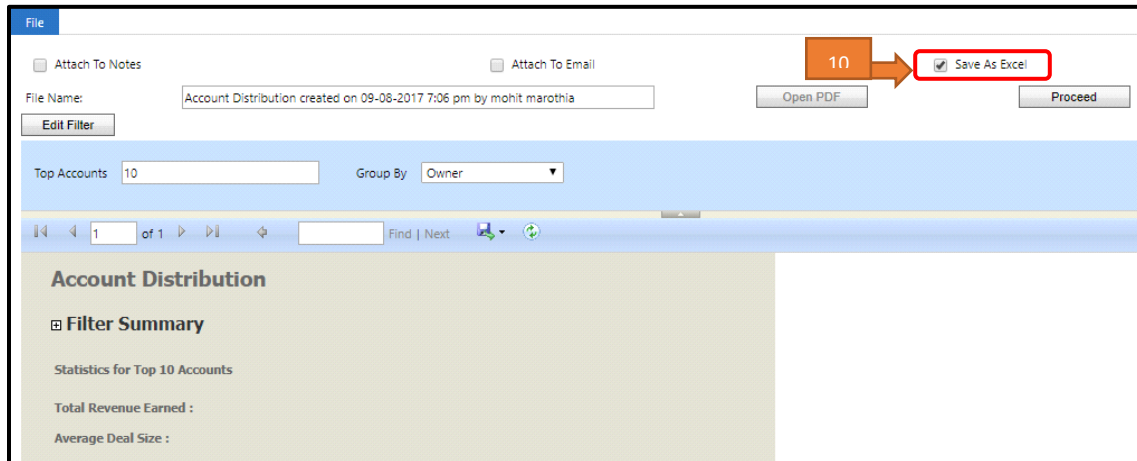 File
Attach To Notes
Attach To Email
10
Save As Excel
File Name:
Account Distribution created on 09-08-2017 7:06 pm by mohit marothia
Open PDF
Proceed
Edit Filter
Top Accounts
10
Group By
Owner
1
of 1
Find | Next
Account Distribution
Filter Summary
Statistics for Top 10 Accounts
Total Revenue Earned :
Average Deal Size :